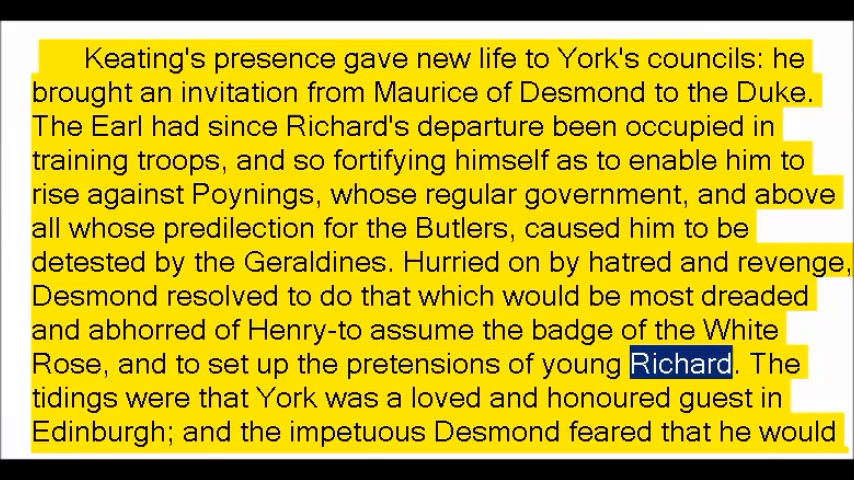 Keating's presence gave new life to York's councils: he
brought an invitation from Maurice of Desmond to the Duke.
The Earl had since Richard's departure been occupied in
training troops, and so fortifying himself as to enable him to
rise against Poynings, whose regular government, and above
all whose predilection for the Butlers, caused him to be
detested by the Geraldines. Hurried on by hatred and revenge,
Desmond resolved to do that which would be most dreaded
and abhorred of Henry-to assume the badge of the White
Rose, and to set up the pretensions of young Richard. The
tidings were that York was a loved and honoured guest in
Edinburgh; and the impetuous Desmond feared that he would